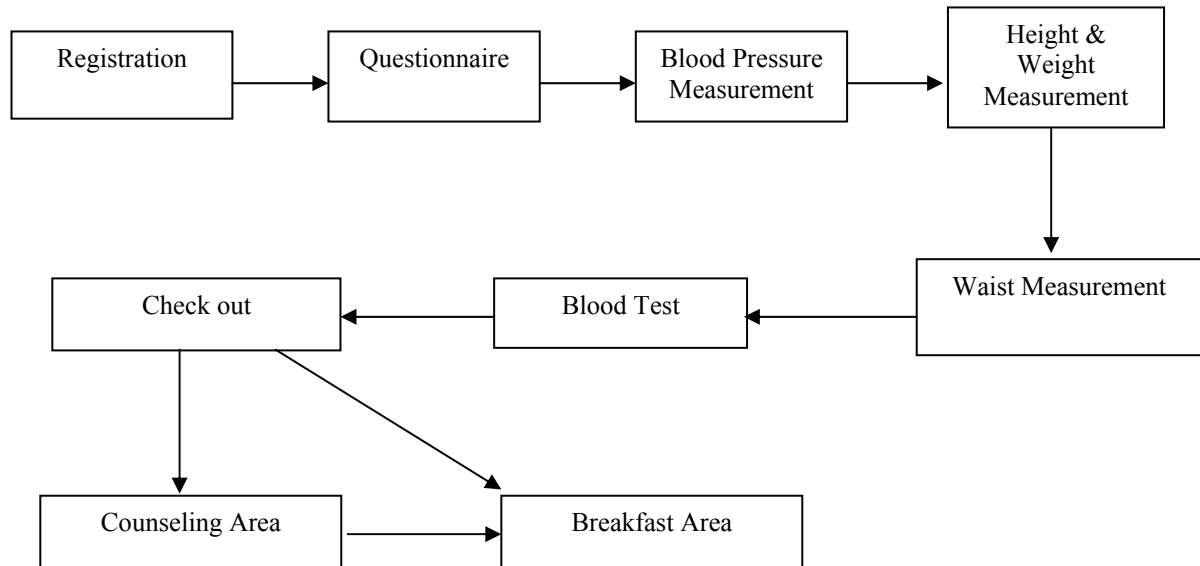 Registration
Questionnaire
Blood Pressure
Measurement
Height &
Weight
Measurement
Waist Measurement
Blood Test
Check out
Counseling Area
Breakfast Area